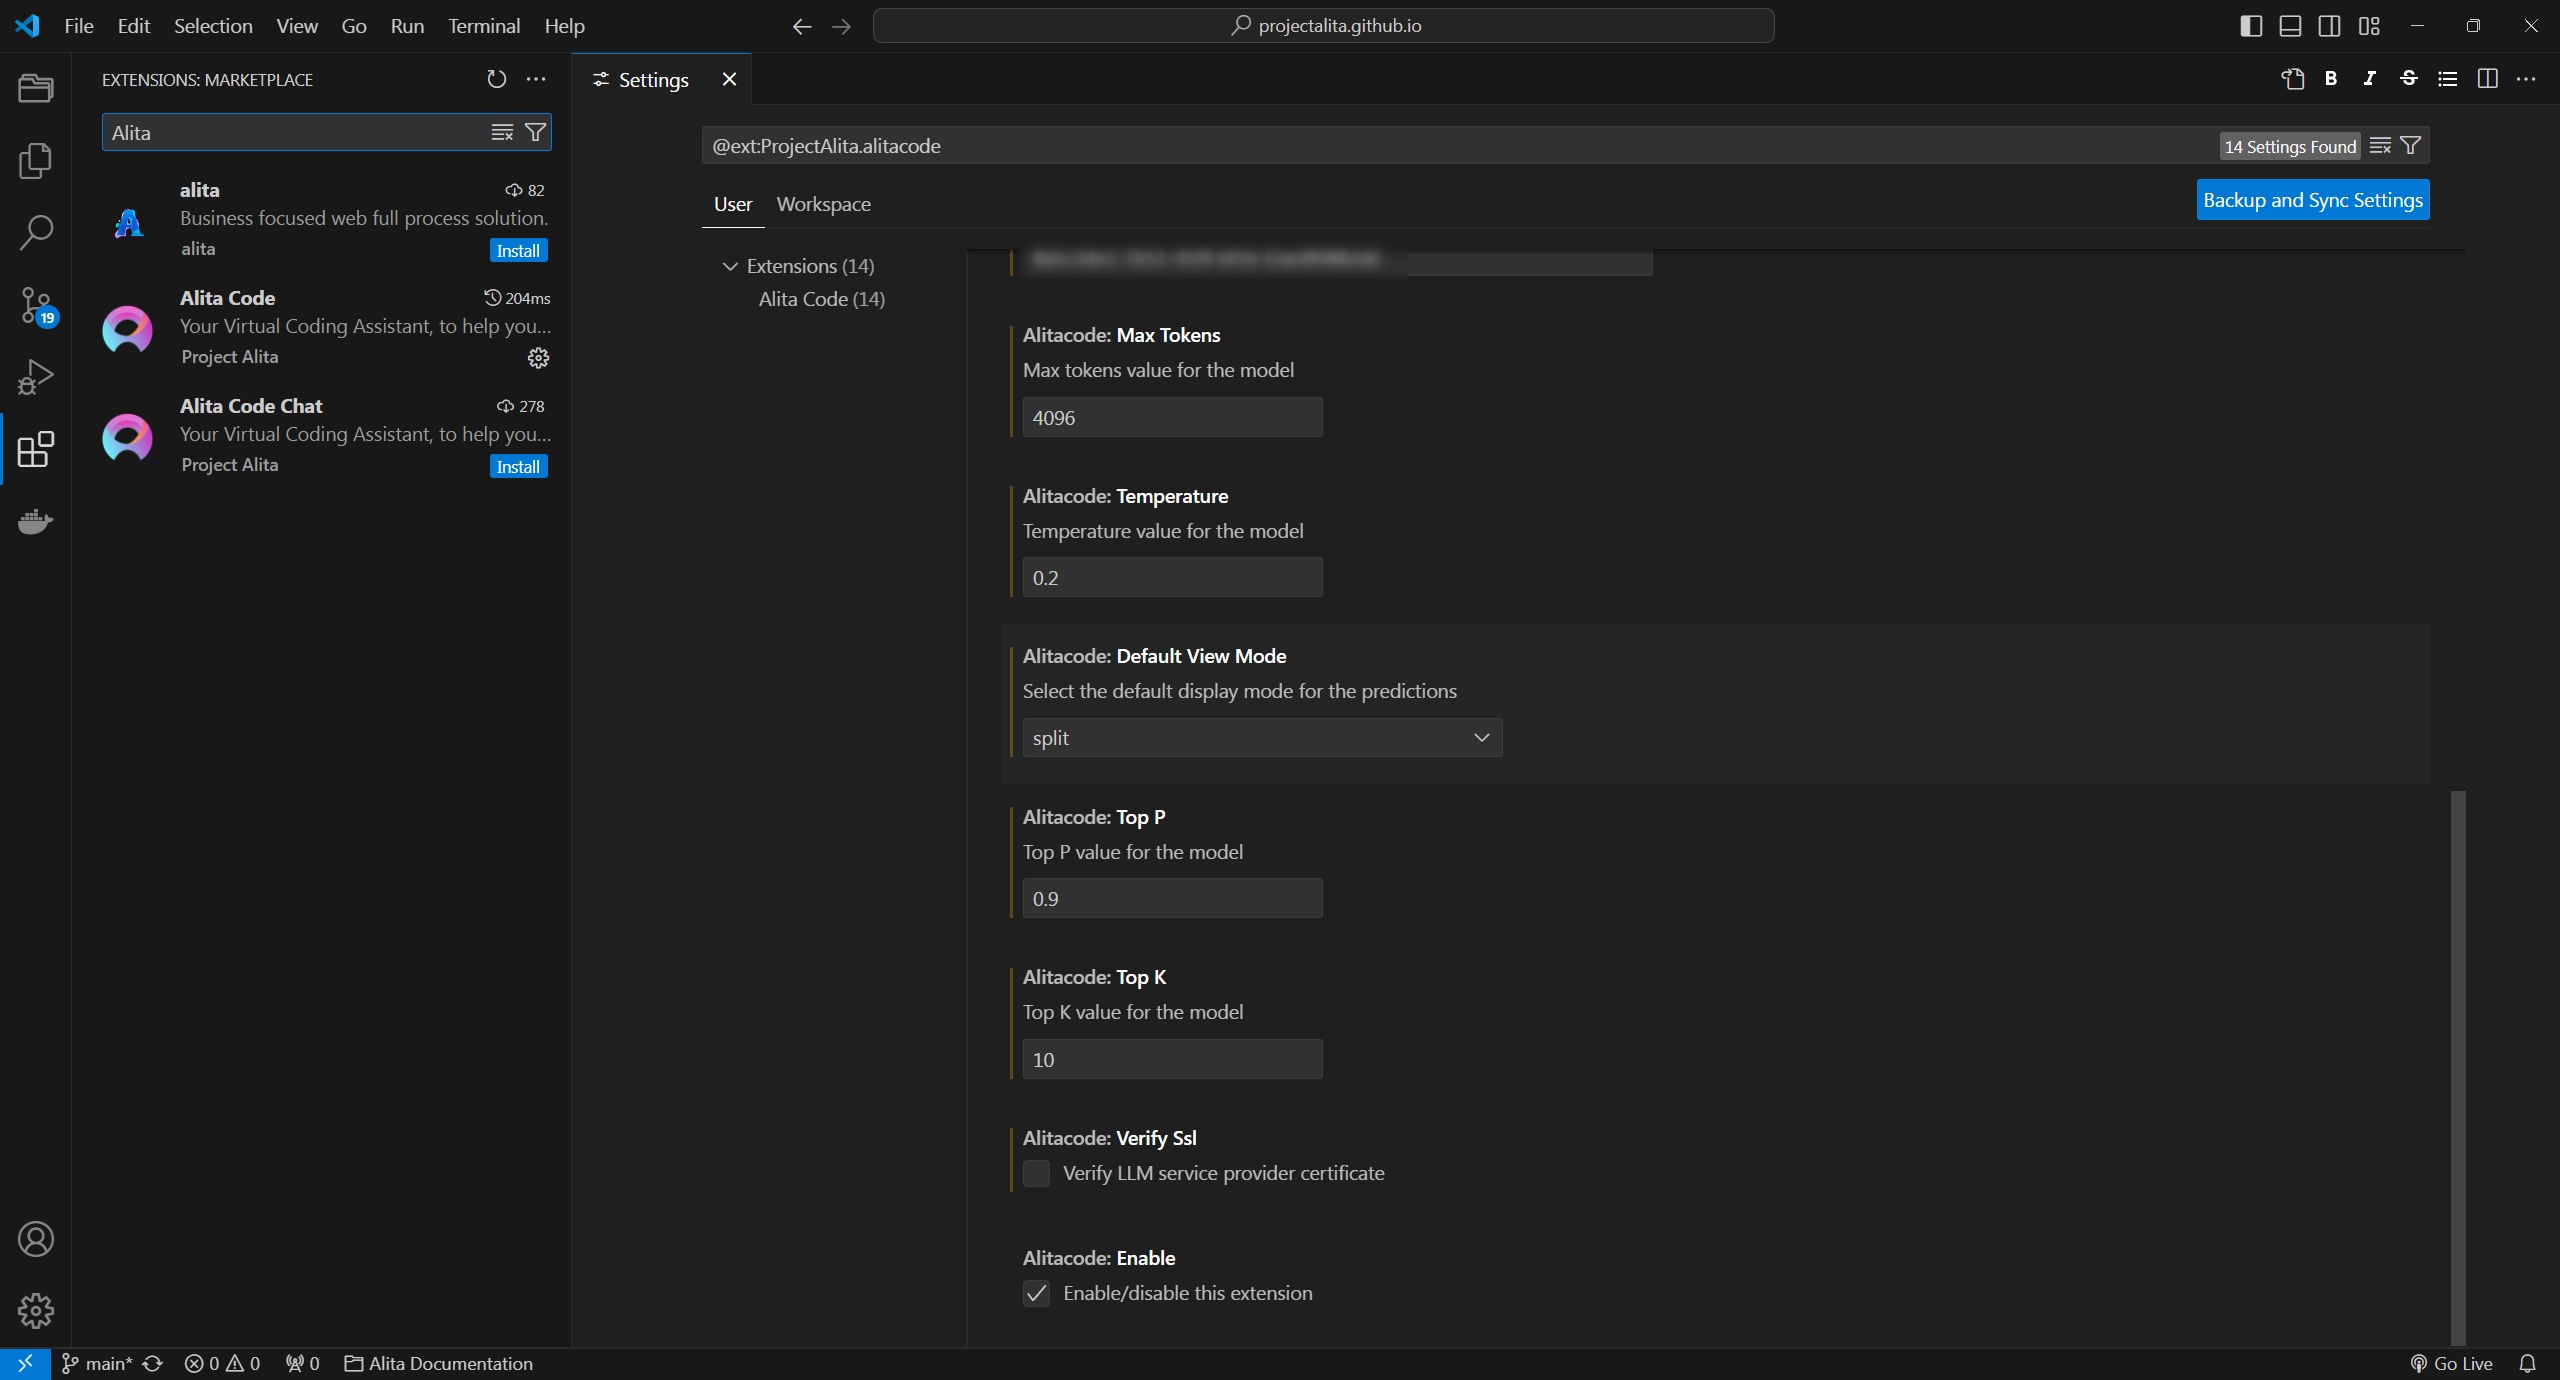 File Edit Selection View Go Run Terminal Help
projectalita.github.io
EXTENSIONS: MARKETPLACE
Alita
alita 82
Business focused web full process solution.
alita Install
Alita Code 204ms
Your Virtual Coding Assistant, to help you...
Project Alita
Alita Code Chat 278
Your Virtual Coding Assistant, to help you...
Project Alita Install
19
Settings
B I S
@ext:ProjectAlita.alitacode 14 Settings Found
User Workspace Backup and Sync Settings
Extensions (14)
Alita Code (14)
Alitacode: Max Tokens
Max tokens value for the model
4096
Alitacode: Temperature
Temperature value for the model
0.2
Alitacode: Default View Mode
Select the default display mode for the predictions
split
Alitacode: Top P
Top P value for the model
0.9
Alitacode: Top K
Top K value for the model
10
Alitacode: Verify Ssl
Verify LLM service provider certificate
Alitacode: Enable
Enable/disable this extension
main* 0 0 0 Alita Documentation Go Live